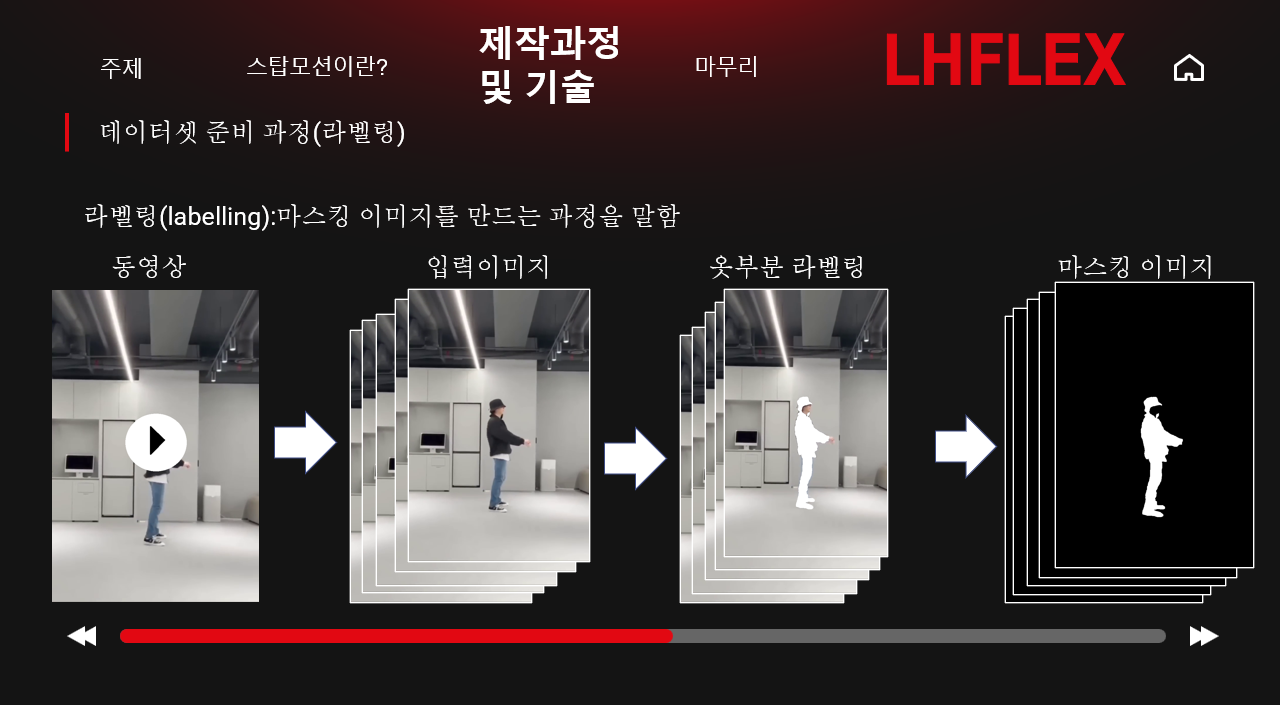 주제
스탑모션이란?
제작과정
및 기술
마무리
LHFLEX
데이터셋 준비 과정(라벨링)
라벨링(labelling):마스킹 이미지를 만드는 과정을 말함
동영상
입력이미지
옷부분 라벨링
마스킹 이미지